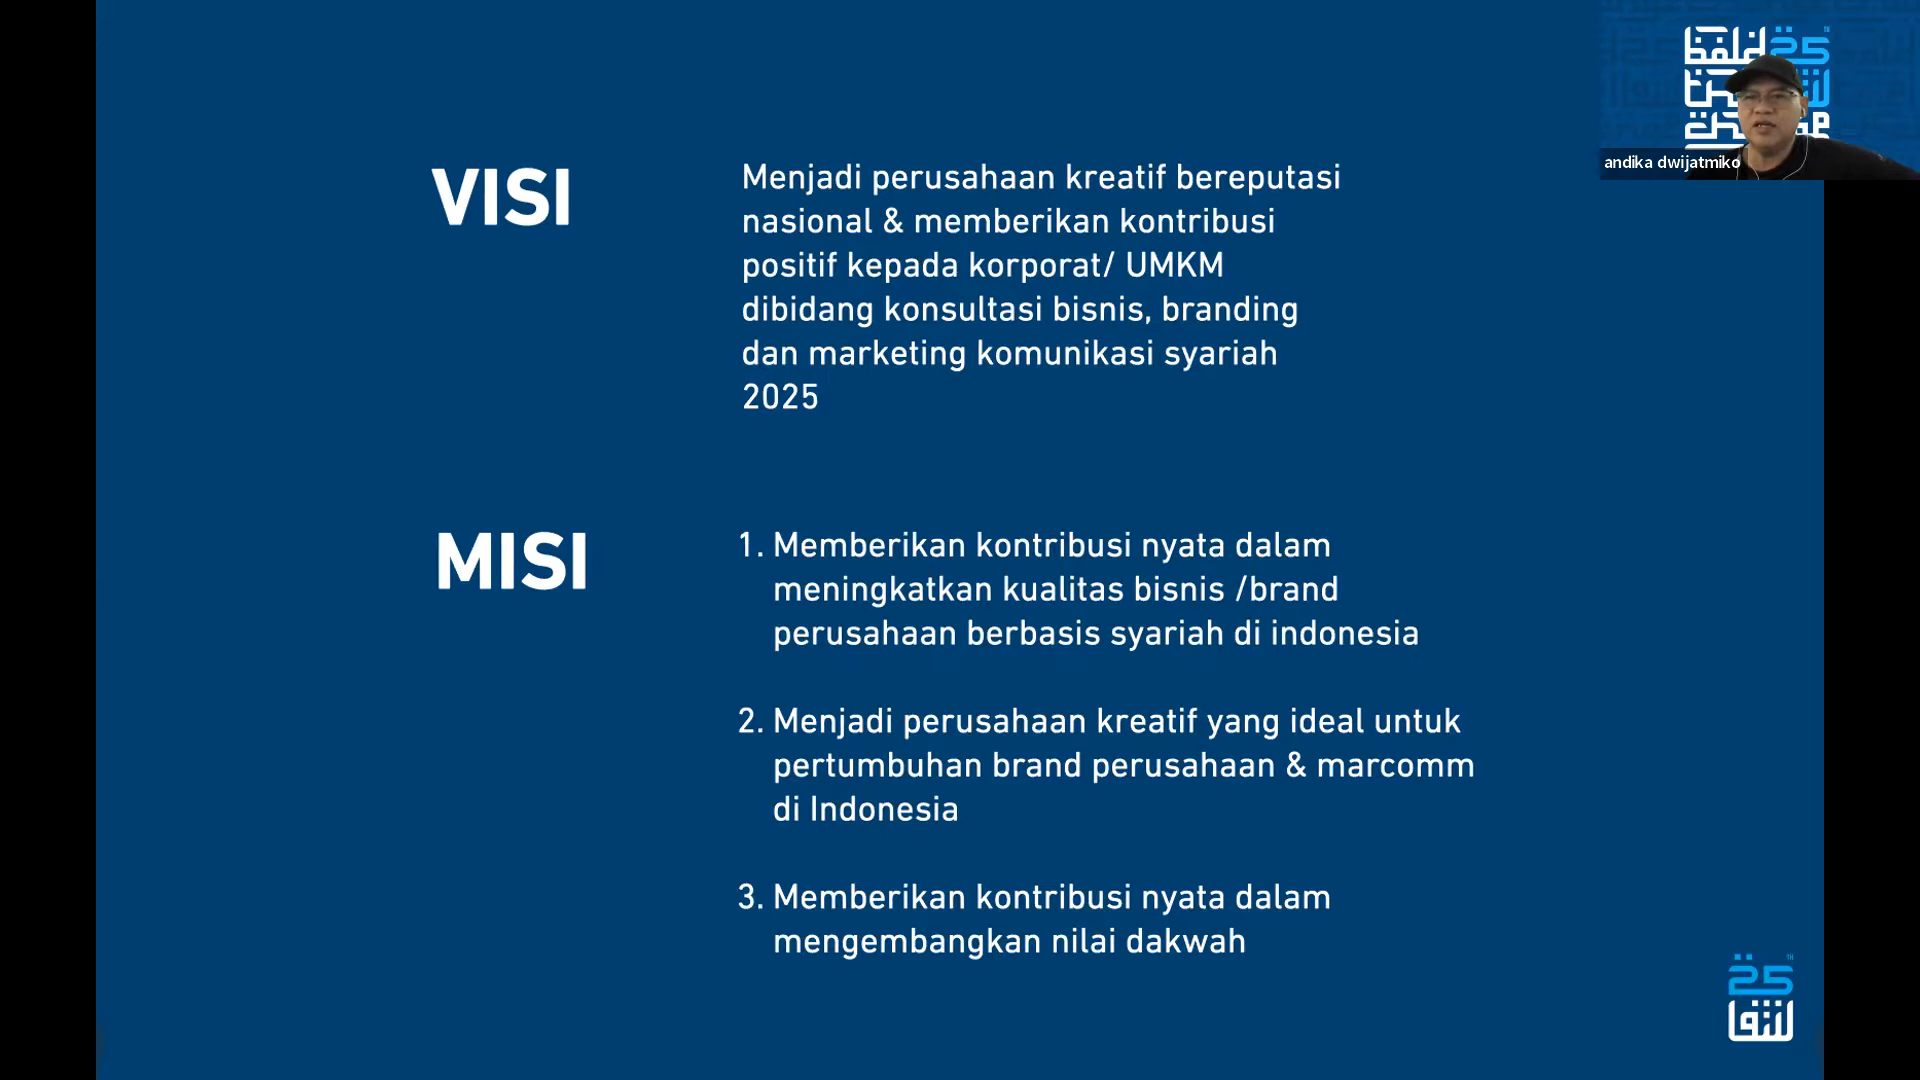 VISI
Menjadi perusahaan kreatif bereputasi
nasional & memberikan kontribusi
positif kepada korporat/ UMKM
dibidang konsultasi bisnis, branding
dan marketing komunikasi syariah
2025
MISI
1. Memberikan kontribusi nyata dalam
meningkatkan kualitas bisnis /brand
perusahaan berbasis syariah di indonesia
2. Menjadi perusahaan kreatif yang ideal untuk
pertumbuhan brand perusahaan & marcomm
di Indonesia
3. Memberikan kontribusi nyata dalam
mengembangkan nilai dakwah
25
TH
andika dwijatmiko
25
TH